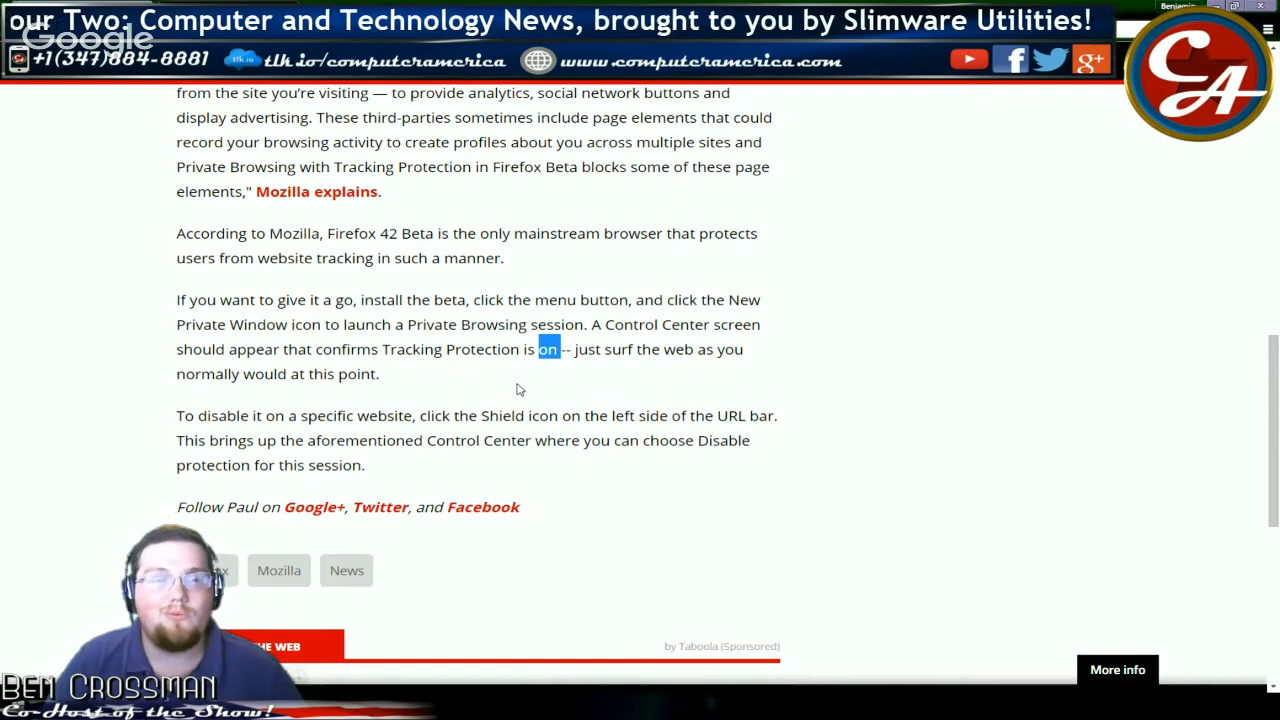 our Two: Computer and Technology News, brought to you by Slimware Utilities!
Benjamin
Google
+1(347)884-8881 tlk.io tlk.io/computeramerica www.computeramerica.com
CA
from the site you're visiting — to provide analytics, social network buttons and
display advertising. These third-parties sometimes include page elements that could
record your browsing activity to create profiles about you across multiple sites and
Private Browsing with Tracking Protection in Firefox Beta blocks some of these page
elements," Mozilla explains.
According to Mozilla, Firefox 42 Beta is the only mainstream browser that protects
users from website tracking in such a manner.
If you want to give it a go, install the beta, click the menu button, and click the New
Private Window icon to launch a Private Browsing session. A Control Center screen
should appear that confirms Tracking Protection is on -- just surf the web as you
normally would at this point.
To disable it on a specific website, click the Shield icon on the left side of the URL bar.
This brings up the aforementioned Control Center where you can choose Disable
protection for this session.
Follow Paul on Google+, Twitter, and Facebook
x Mozilla News
HE WEB
by Taboola (Sponsored)
More info
Ben Crossman
Co-Host of the Show!